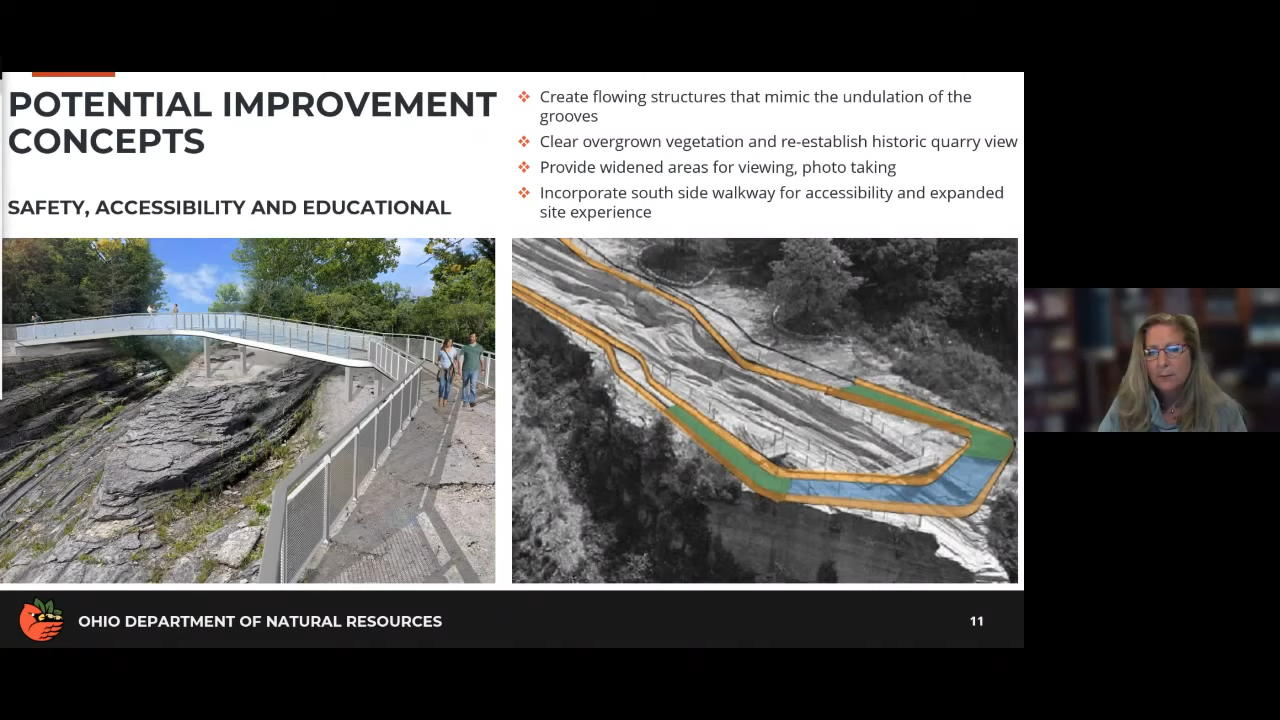 POTENTIAL IMPROVEMENT
CONCEPTS
SAFETY, ACCESSIBILITY AND EDUCATIONAL
❖ Create flowing structures that mimic the undulation of the
grooves
❖ Clear overgrown vegetation and re-establish historic quarry view
❖ Provide widened areas for viewing, photo taking
❖ Incorporate south side walkway for accessibility and expanded
site experience
OHIO DEPARTMENT OF NATURAL RESOURCES
11